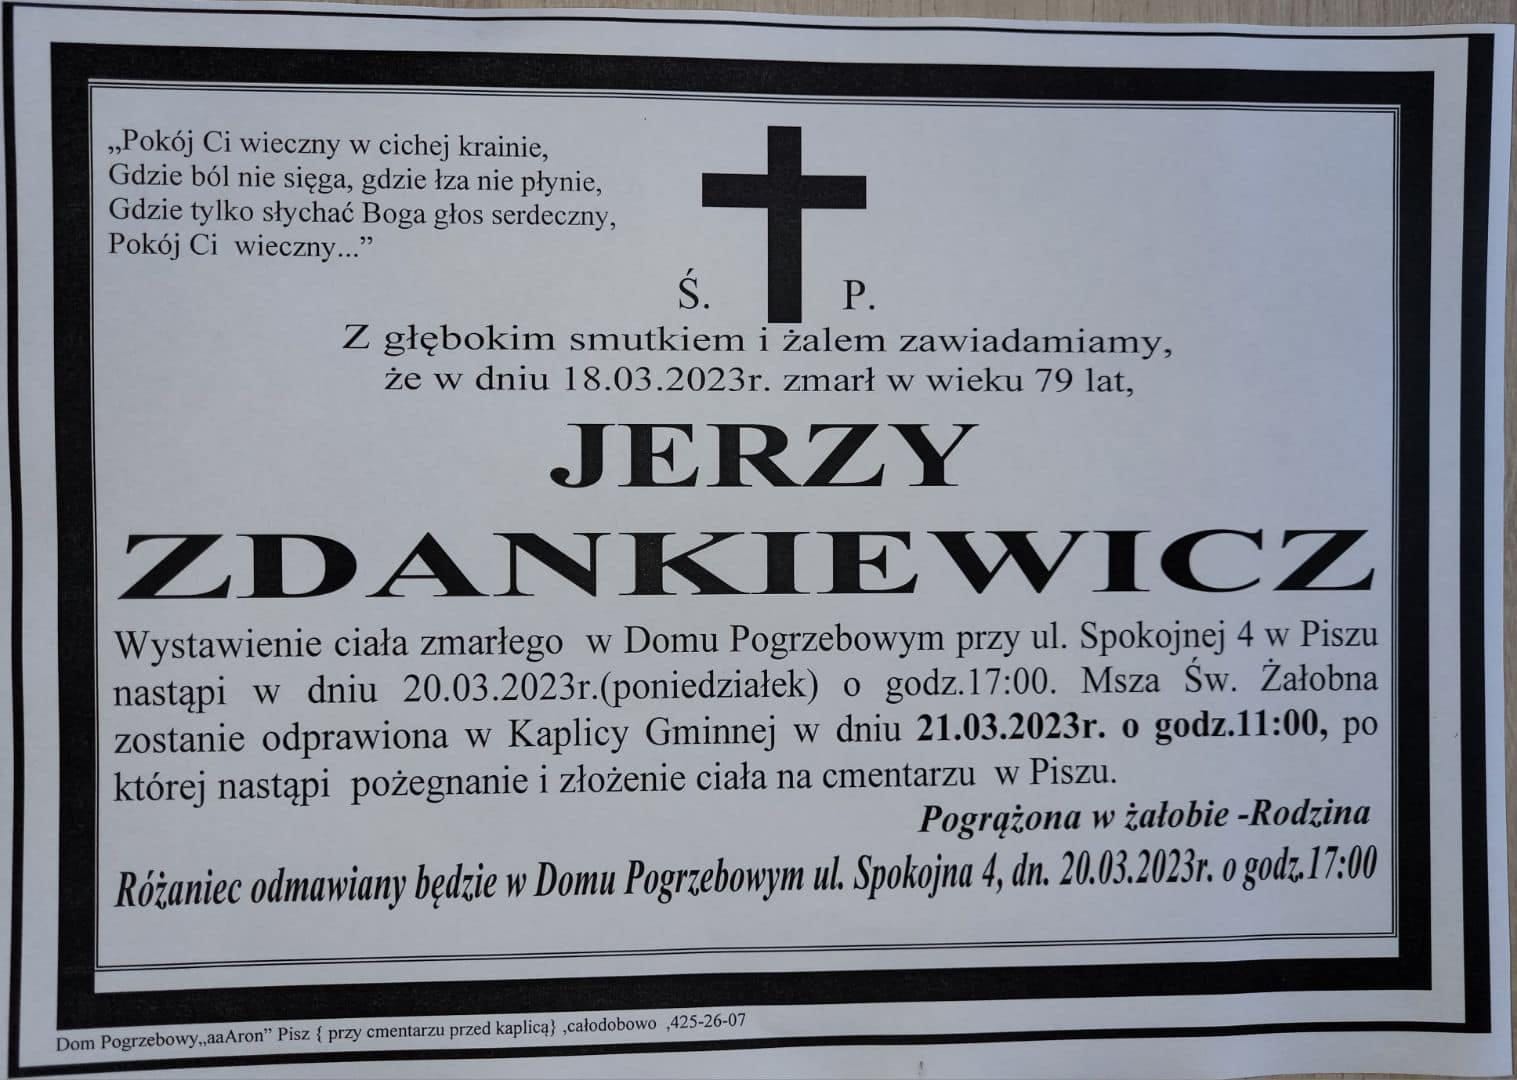 „Pokój Ci wieczny w cichej krainie,
Gdzie ból nie sięga, gdzie łza nie płynie,
Gdzie tylko słychać Boga głos serdeczny,
Pokój Ci wieczny...”
Ś. P.
Z głębokim smutkiem i żalem zawiadamiamy,
że w dniu 18.03.2023r. zmarł w wieku 79 lat,
JERZY
ZDANKIEWICZ
Wystawienie ciała zmarłego w Domu Pogrzebowym przy ul. Spokojnej 4 w Piszu
nastąpi w dniu 20.03.2023r.(poniedziałek) o godz.17:00. Msza Św. Żałobna
zostanie odprawiona w Kaplicy Gminnej w dniu 21.03.2023r. o godz.11:00, po
której nastąpi pożegnanie i złożenie ciała na cmentarzu w Piszu.
Pogrążona w żałobie -Rodzina
Różaniec odmawiany będzie w Domu Pogrzebowym ul. Spokojna 4, dn. 20.03.2023r. o godz.17:00
Dom Pogrzebowy„aaAron” Pisz { przy cmentarzu przed kaplicą} ,całodobowo ,425-26-07